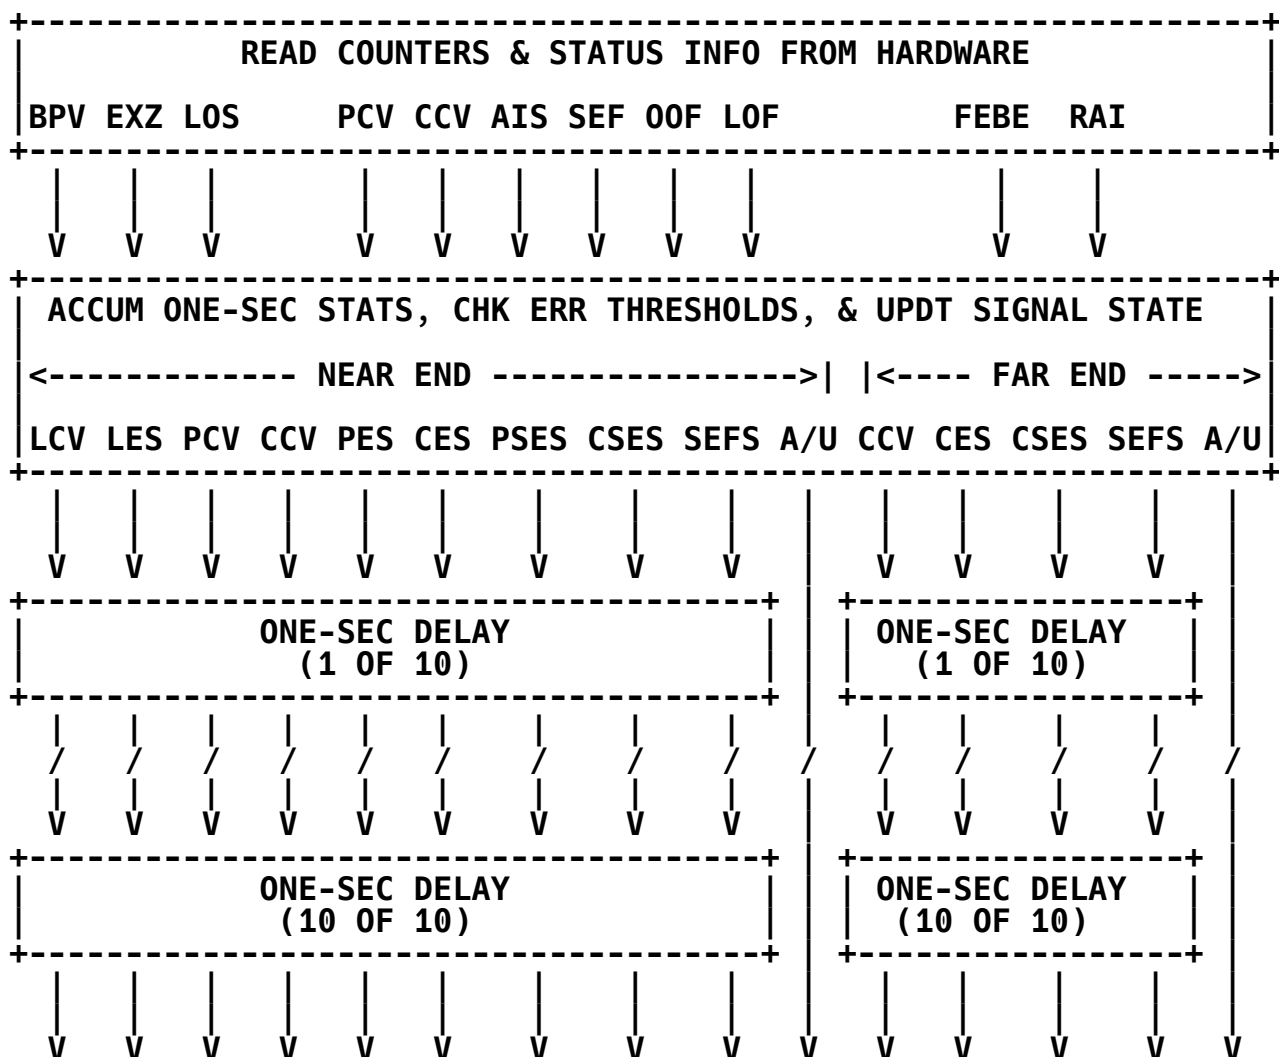 +----------------------------------------------------------------+
|           READ COUNTERS & STATUS INFO FROM HARDWARE            |
|                                                                |
|BPV EXZ LOS     PCV CCV AIS SEF OOF LOF         FEBE  RAI       |
+----------------------------------------------------------------+
  |   |   |       |   |   |   |   |   |            |    |
  |   |   |       |   |   |   |   |   |            |    |
  V   V   V       V   V   V   V   V   V            V    V
+----------------------------------------------------------------+
| ACCUM ONE-SEC STATS, CHK ERR THRESHOLDS, & UPDT SIGNAL STATE   |
|                                                                |
|<------------- NEAR END ---------------->| |<---- FAR END ----->|
|                                                                |
|LCV LES PCV CCV PES CES PSES CSES SEFS A/U CCV CES CSES SEFS A/U|
+----------------------------------------------------------------+
  |   |   |   |   |   |    |    |    |   |   |   |    |    |   |
  |   |   |   |   |   |    |    |    |   |   |   |    |    |   |
  V   V   V   V   V   V    V    V    V   |   V   V    V    V   |
+--------------------------------------+ | +-----------------+ |
|            ONE-SEC DELAY             | | | ONE-SEC DELAY   | |
|              (1 OF 10)               | | |   (1 OF 10)     | |
+--------------------------------------+ | +-----------------+ |
  |   |   |   |   |   |    |    |    |   |   |   |    |    |   |
  /   /   /   /   /   /    /    /    /   /   /   /    /    /   /
  |   |   |   |   |   |    |    |    |   |   |   |    |    |   |
  V   V   V   V   V   V    V    V    V   |   V   V    V    V   |
+--------------------------------------+ | +-----------------+ |
|            ONE-SEC DELAY             | | | ONE-SEC DELAY   | |
|             (10 OF 10)               | | |  (10 OF 10)     | |
+--------------------------------------+ | +-----------------+ |
  |   |   |   |   |   |    |    |    |   |   |   |    |    |   |
  |   |   |   |   |   |    |    |    |   |   |   |    |    |   |
  V   V   V   V   V   V    V    V    V   V   V   V    V    V   V